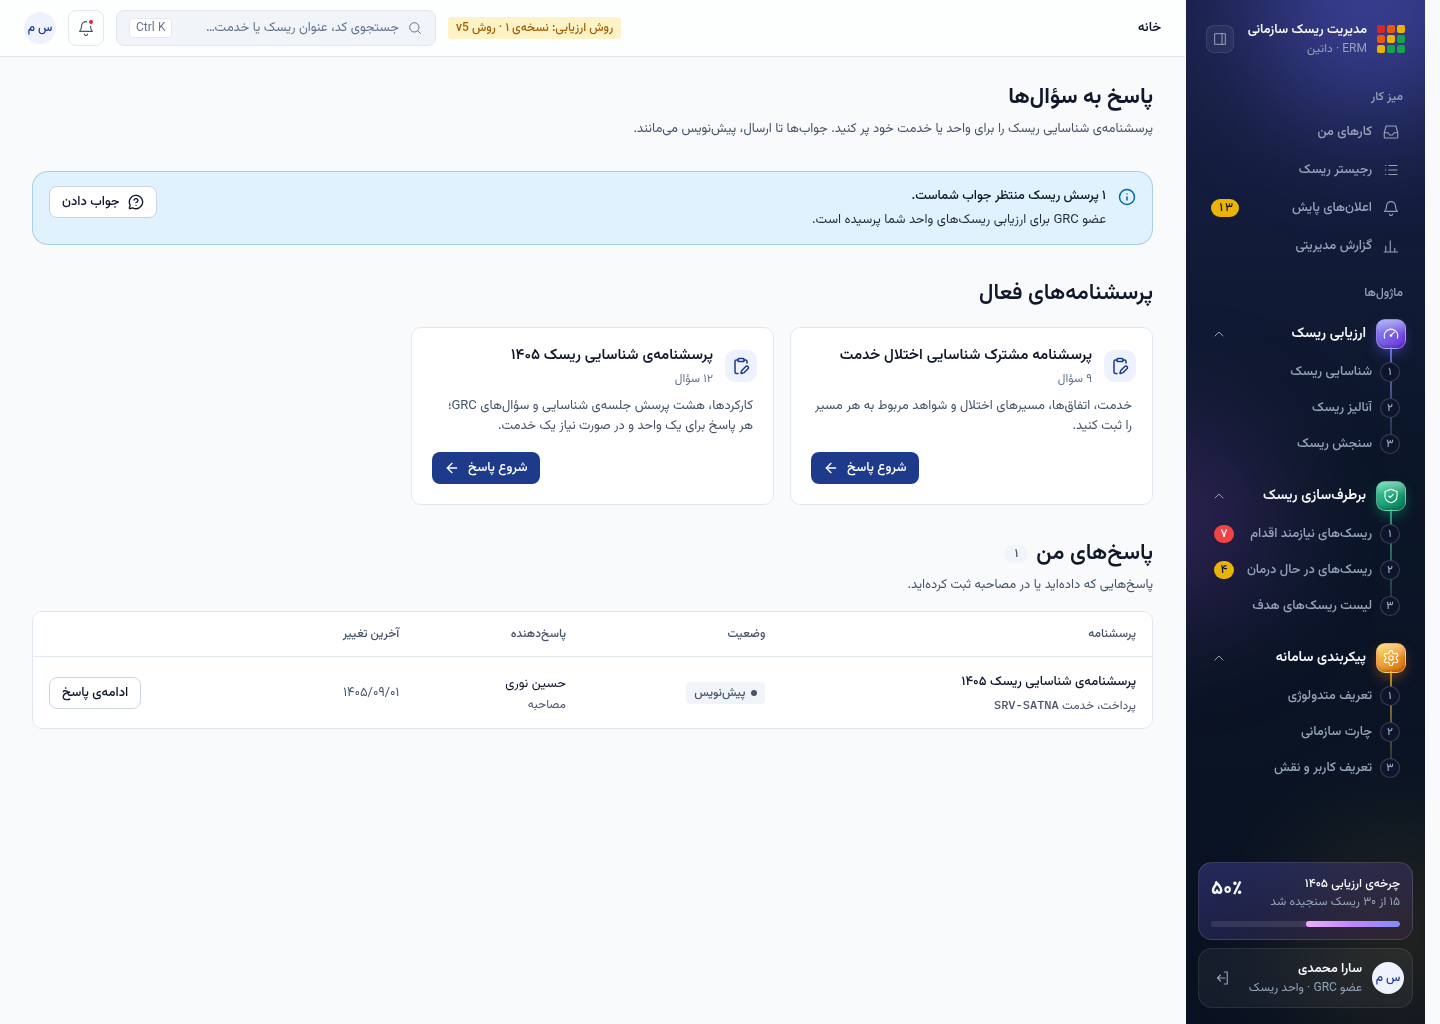 مدیریت ریسک سازمانی
ERM · داتین
میز کار
کارهای من
رجیستر ریسک
اعلان‌های پایش ۱۳
گزارش مدیریتی
ماژول‌ها
ارزیابی ریسک
۱ شناسایی ریسک
۲ آنالیز ریسک
۳ سنجش ریسک
برطرف‌سازی ریسک
۱ ریسک‌های نیازمند اقدام ۷
۲ ریسک‌های در حال درمان ۴
۳ لیست ریسک‌های هدف
پیکربندی سامانه
۱ تعریف متدولوژی
۲ چارت سازمانی
۳ تعریف کاربر و نقش
چرخه‌ی ارزیابی ۱۴۰۵ ۵۰٪
۱۵ از ۳۰ ریسک سنجیده شد
س م سارا محمدی
عضو GRC · واحد ریسک
خانه
روش ارزیابی: نسخه‌ی ۱ · روش v5
جستجوی کد، عنوان ریسک یا خدمت... Ctrl K
س م
پاسخ به سؤال‌ها
پرسشنامه‌ی شناسایی ریسک را برای واحد یا خدمت خود پر کنید. جواب‌ها تا ارسال، پیش‌نویس می‌مانند.
۱ پرسش ریسک منتظر جواب شماست.
عضو GRC برای ارزیابی ریسک‌های واحد شما پرسیده است.
جواب دادن
پرسشنامه‌های فعال
پرسشنامه مشترک شناسایی اختلال خدمت
۹ سؤال
خدمت، اتفاق‌ها، مسیرهای اختلال و شواهد مربوط به هر مسیر
را ثبت کنید.
شروع پاسخ
پرسشنامه‌ی شناسایی ریسک ۱۴۰۵
۱۲ سؤال
کارکردها، هشت پرسش جلسه‌ی شناسایی و سؤال‌های GRC؛
هر پاسخ برای یک واحد و در صورت نیاز یک خدمت.
شروع پاسخ
پاسخ‌های من ۱
پاسخ‌هایی که داده‌اید یا در مصاحبه ثبت کرده‌اید.
پرسشنامه وضعیت پاسخ‌دهنده آخرین تغییر
پرسشنامه‌ی شناسایی ریسک ۱۴۰۵
پرداخت، خدمت SRV-SATNA
پیش‌نویس
حسین نوری
مصاحبه
۱۴۰۵/۰۹/۰۱
ادامه‌ی پاسخ